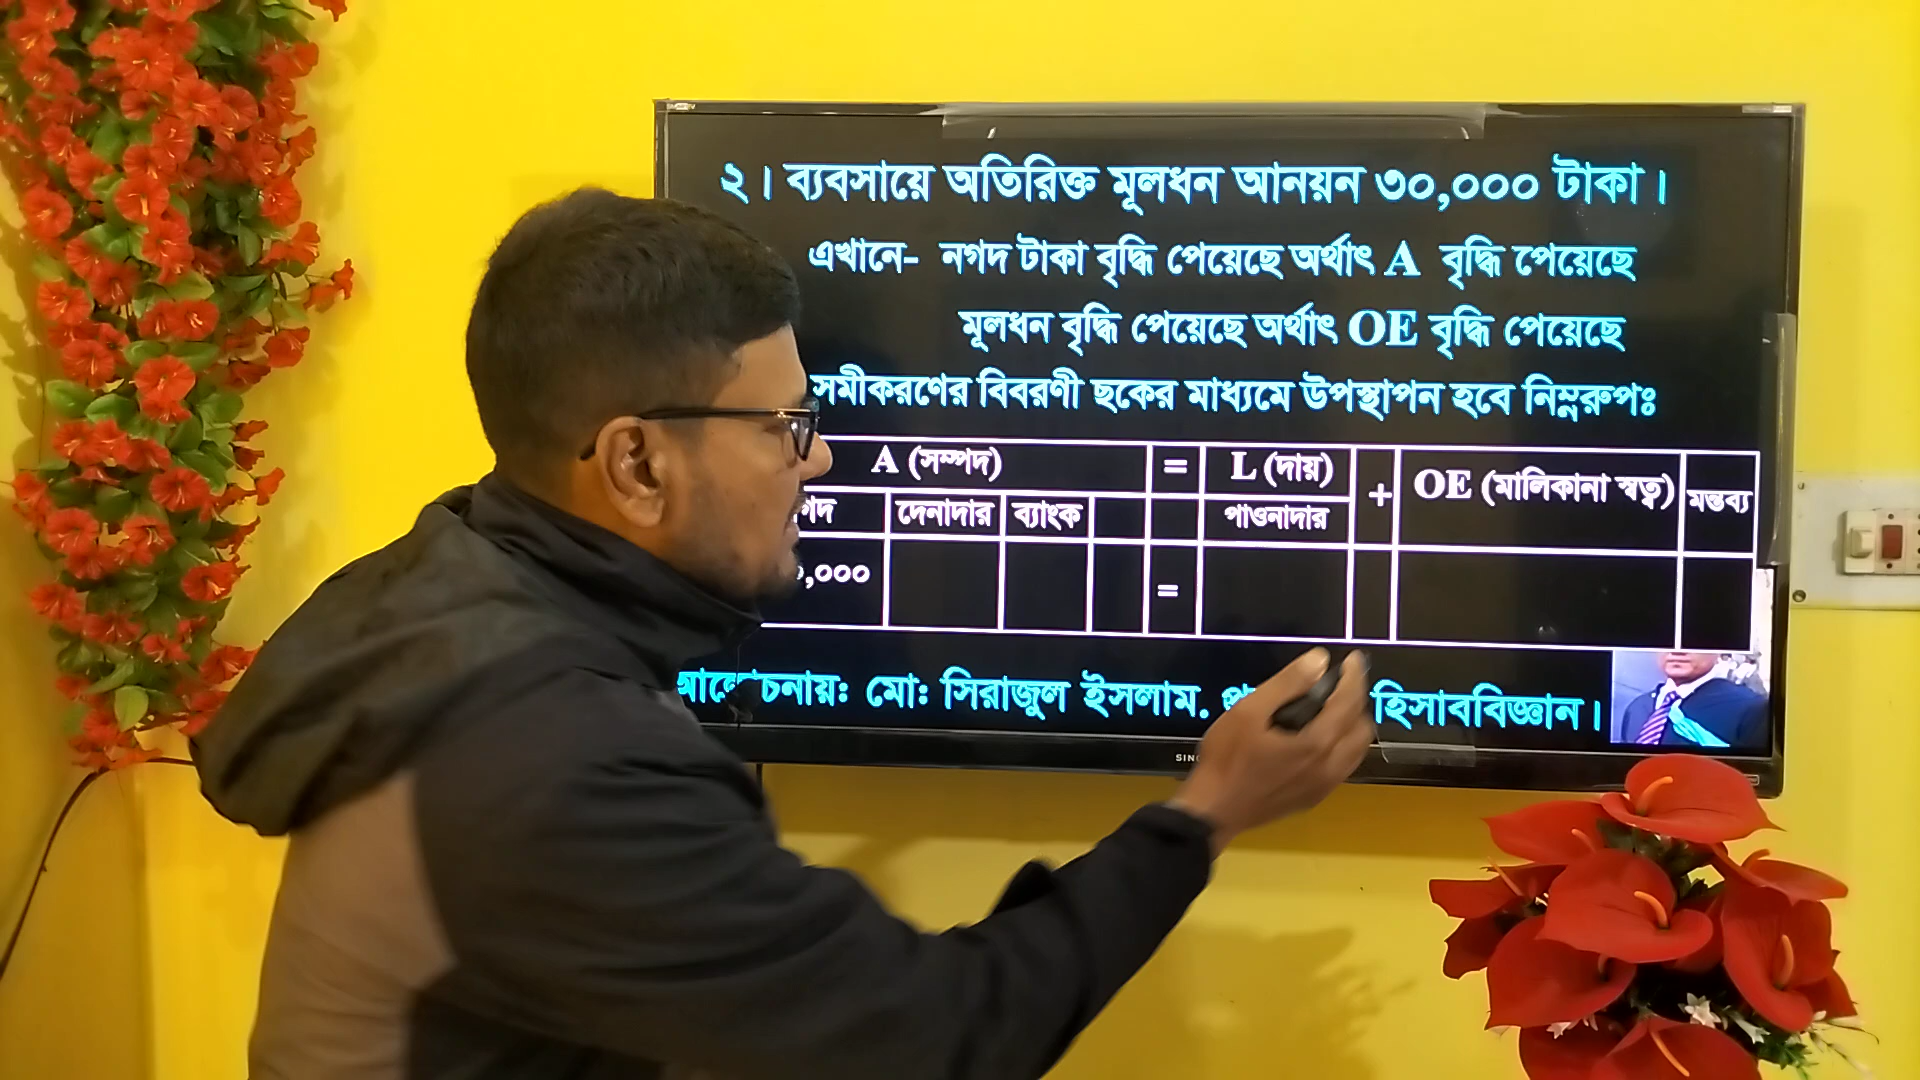 ২। ব্যবসায়ে অতিরিক্ত মূলধন আনয়ন ৩০,০০০ টাকা।
এখানে- নগদ টাকা বৃদ্ধি পেয়েছে অর্থাৎ A বৃদ্ধি পেয়েছে
মূলধন বৃদ্ধি পেয়েছে অর্থাৎ OE বৃদ্ধি পেয়েছে
সমীকরণের বিবরণী ছকের মাধ্যমে উপস্থাপন হবে নিম্নরুপঃ
A (সম্পদ) = L (দায়) + OE (মালিকানা স্বত্ব) মন্তব্য
দেনাদার ব্যাংক পাওনাদার
,০০০ =
মোঃ সিরাজুল ইসলাম. হিসাববিজ্ঞান।